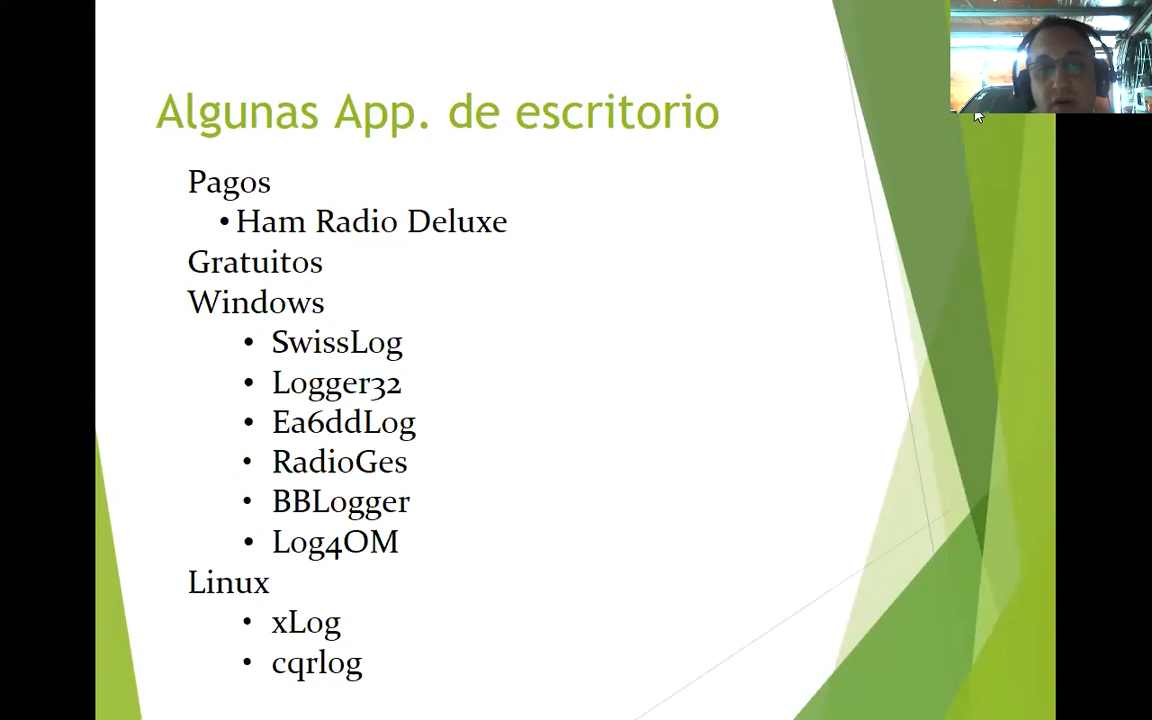 Algunas App. de escritorio
Pagos
• Ham Radio Deluxe
Gratuitos
Windows
• SwissLog
• Logger32
• Ea6ddLog
• RadioGes
• BBLogger
• Log4OM
Linux
• xLog
• cqrlog